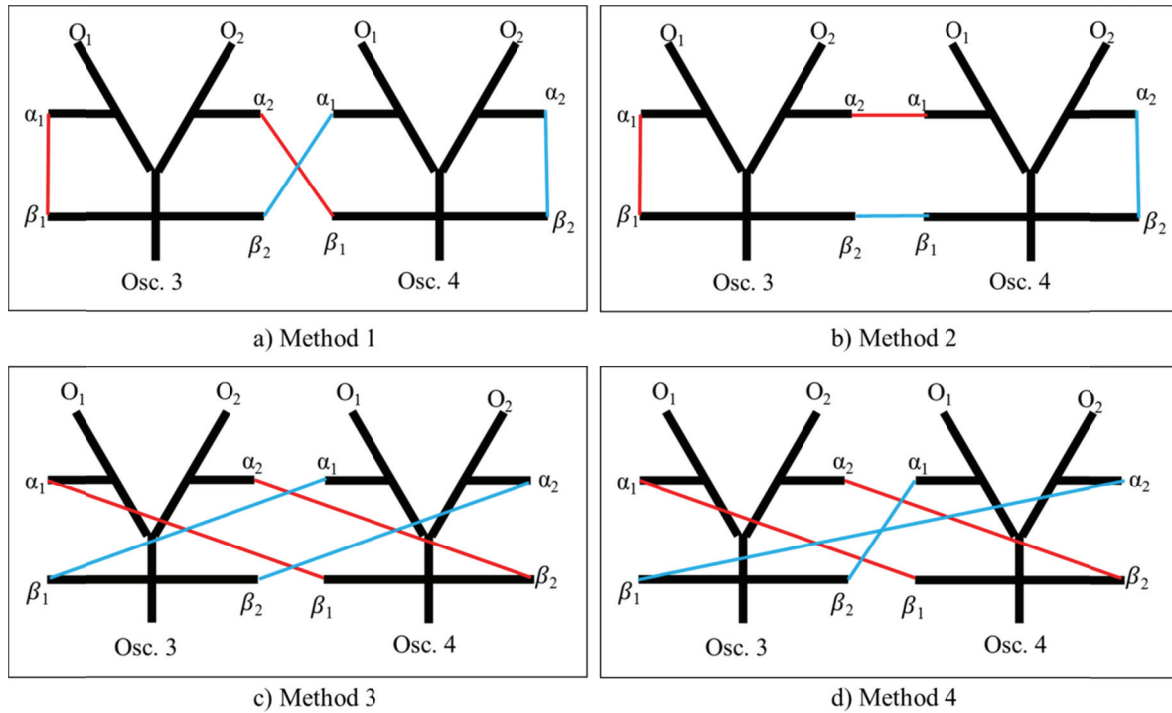 O₁ O₂ O₁ O₂
α₁ α₂ α₁ α₂
β₁ β₂ β₁ β₂
Osc. 3 Osc. 4
a) Method 1
O₁ O₂ O₁ O₂
α₁ α₂ α₁ α₂
β₁ β₂ β₁ β₂
Osc. 3 Osc. 4
b) Method 2
O₁ O₂ O₁ O₂
α₁ α₂ α₁ α₂
β₁ β₂ β₁ β₂
Osc. 3 Osc. 4
c) Method 3
O₁ O₂ O₁ O₂
α₁ α₂ α₁ α₂
β₁ β₂ β₁ β₂
Osc. 3 Osc. 4
d) Method 4